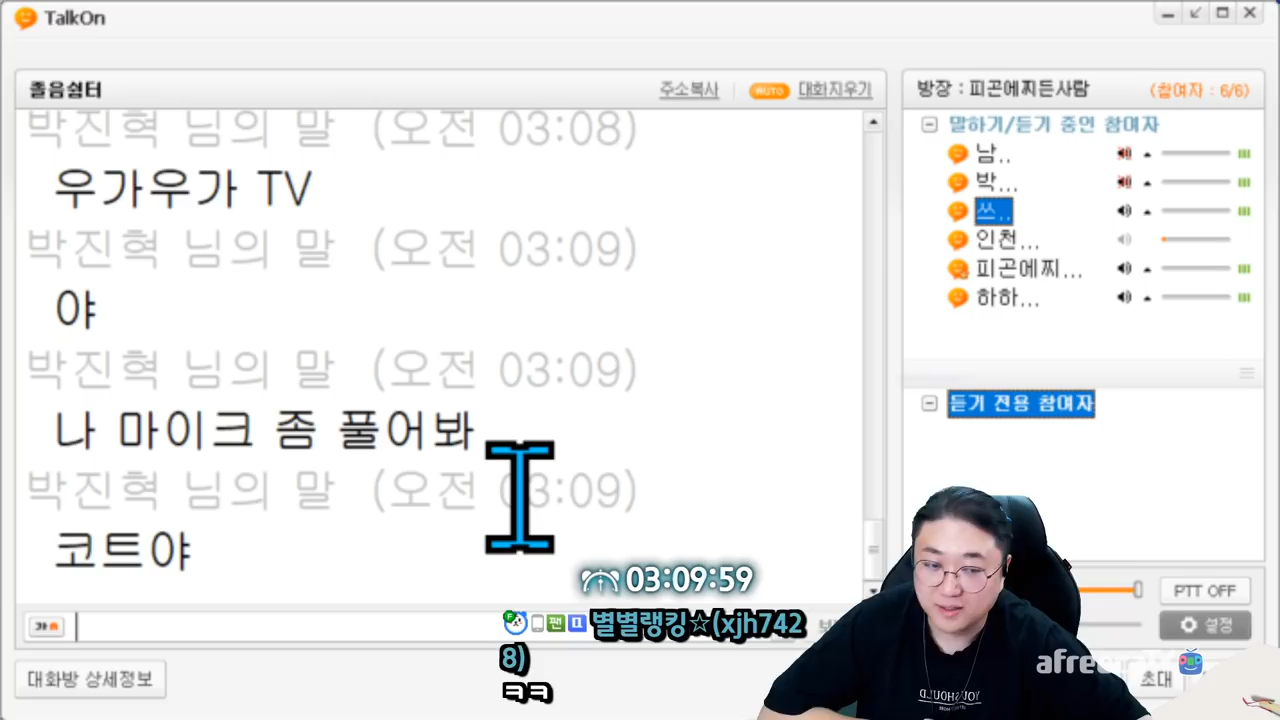 TalkOn
졸음쉼터
주소복사
AUTO
대화지우기
박진혁 님의 말 (오전 03:08)
우가우가 TV
박진혁 님의 말 (오전 03:09)
야
박진혁 님의 말 (오전 03:09)
나 마이크 좀 풀어봐
박진혁 님의 말 (오전 03:09)
코트야
가
대화방 상세정보
방장 : 피곤에찌든사람
(참여자 : 6/6)
말하기/듣기 중인 참여자
남..
박...
쓰..
인천...
피곤에찌...
하하...
듣기 전용 참여자
PTT OFF
설정
초대
03:09:59
F
팬
별별랭킹☆(xjh742
8)
ㅋㅋ
YOU SHOULD